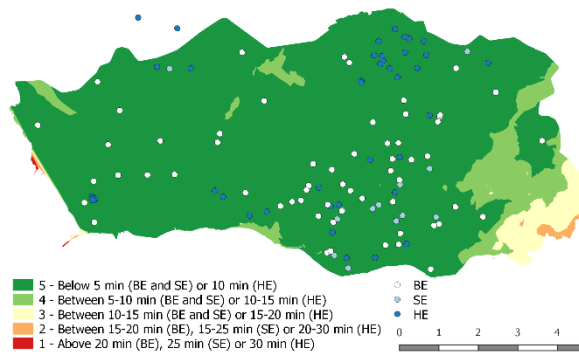 5 - Below 5 min (BE and SE) or 10 min (HE)
4 - Between 5-10 min (BE and SE) or 10-15 min (HE)
3 - Between 10-15 min (BE and SE) or 15-20 min (HE)
2 - Between 15-20 min (BE), 15-25 min (SE) or 20-30 min (HE)
1 - Above 20 min (BE), 25 min (SE) or 30 min (HE)
BE
SE
HE
0 1 2 3 4